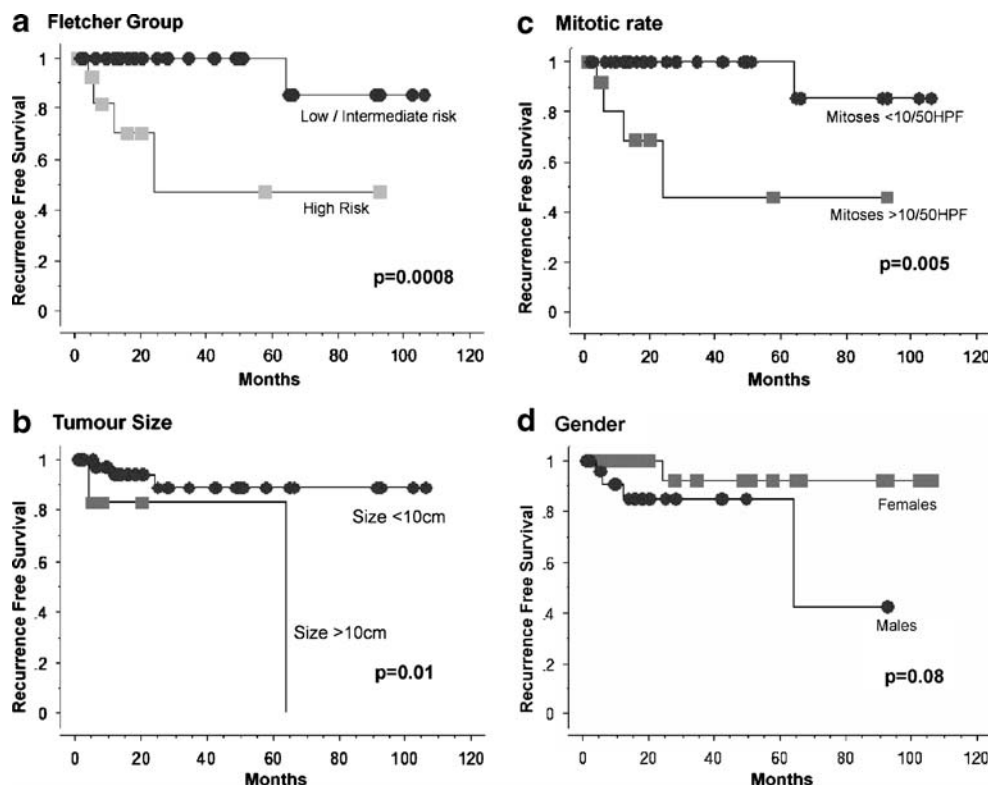 a Fletcher Group
Recurrence Free Survival
1
.8
.6
.4
.2
0
Low / Intermediate risk
High Risk
p=0.0008
0 20 40 60 80 100 120
Months
c Mitotic rate
Recurrence Free Survival
1
.8
.6
.4
.2
0
Mitoses <10/50HPF
Mitoses >10/50HPF
p=0.005
0 20 40 60 80 100 120
Months
b Tumour Size
Recurrence Free Survival
1
.8
.6
.4
.2
0
Size <10cm
Size >10cm
p=0.01
0 20 40 60 80 100 120
Months
d Gender
Recurrence Free Survival
1
.8
.6
.4
.2
0
Females
Males
p=0.08
0 20 40 60 80 100 120
Months